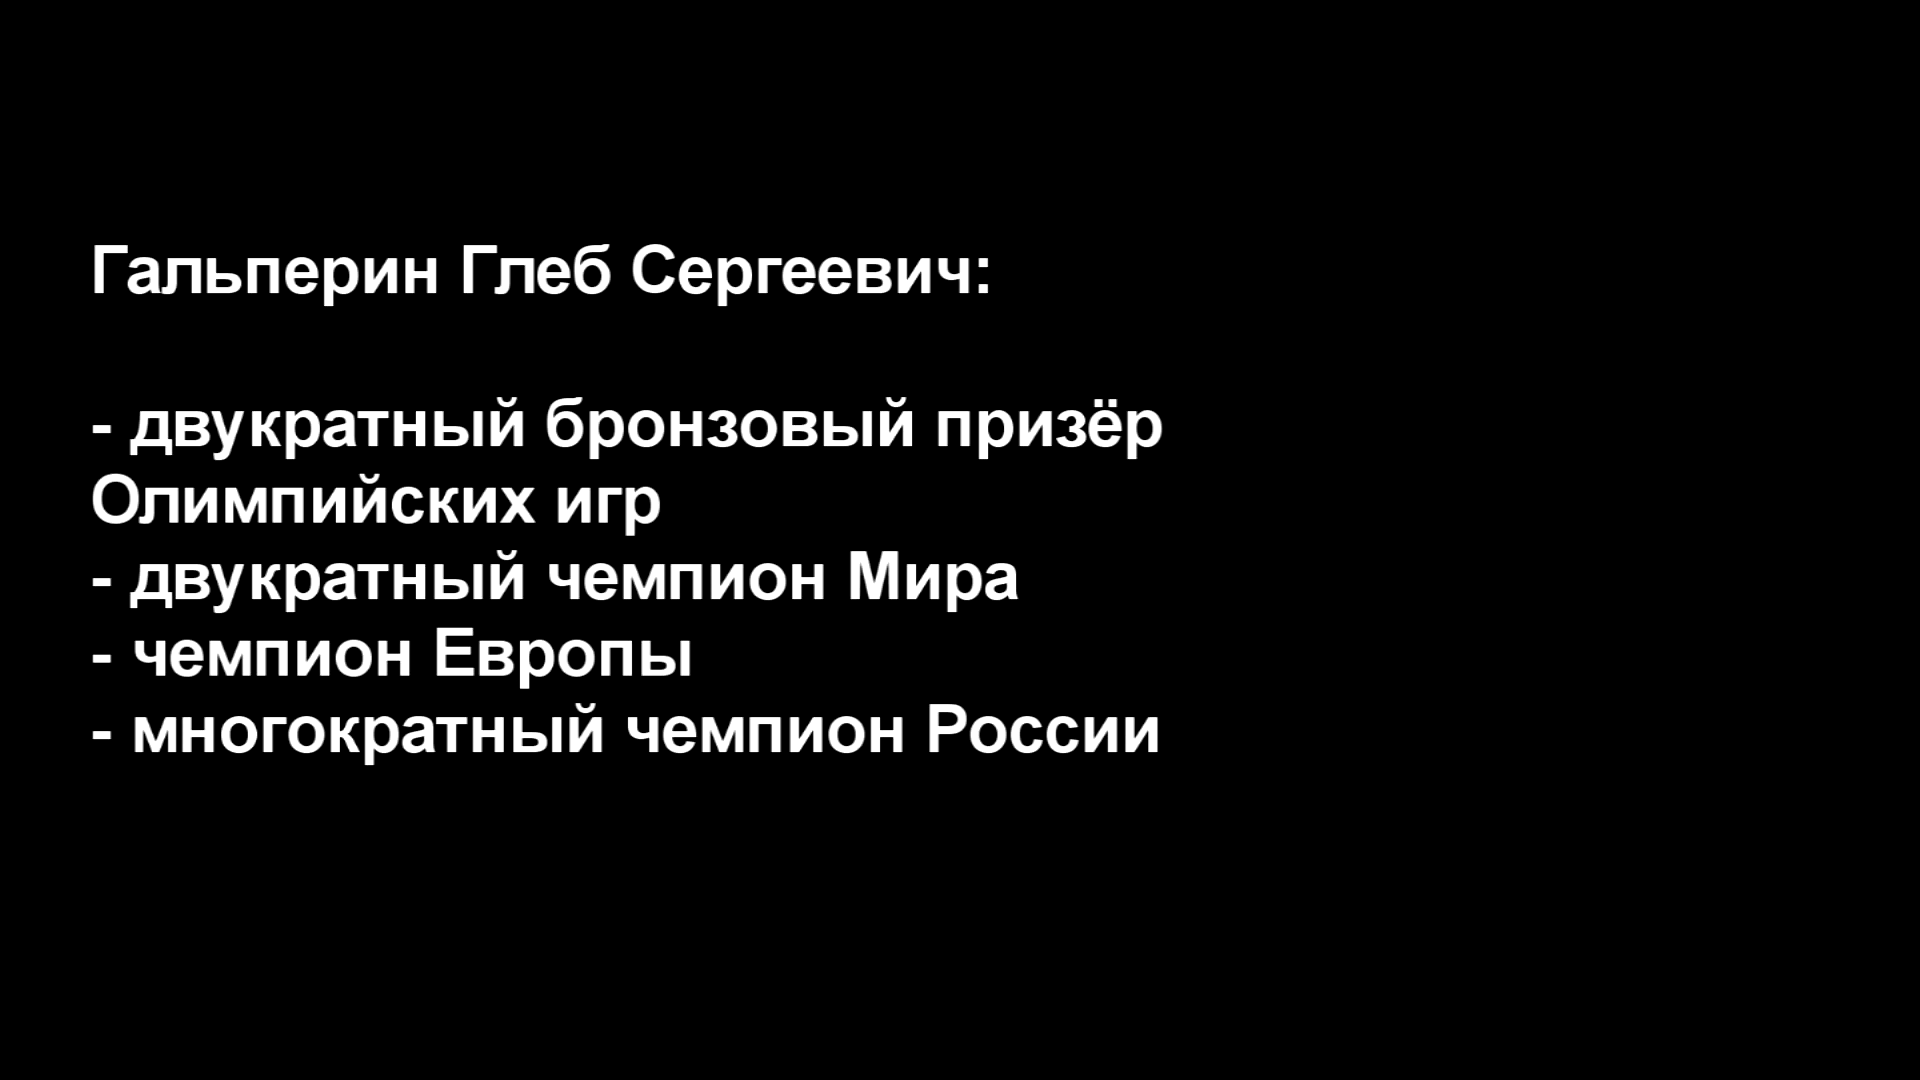 Гальперин Глеб Сергеевич:
- двукратный бронзовый призёр
Олимпийских игр
- двукратный чемпион Мира
- чемпион Европы
- многократный чемпион России